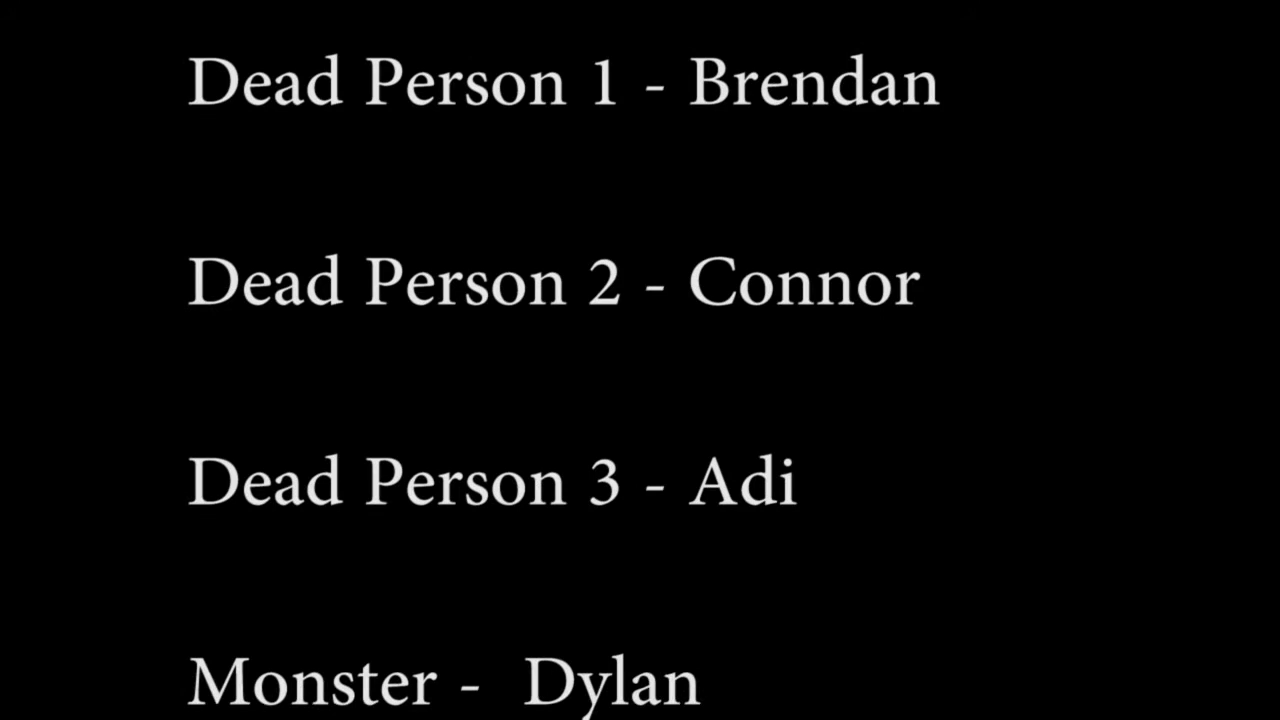 Dead Person 1 - Brendan
Dead Person 2 - Connor
Dead Person 3 - Adi
Monster -  Dylan